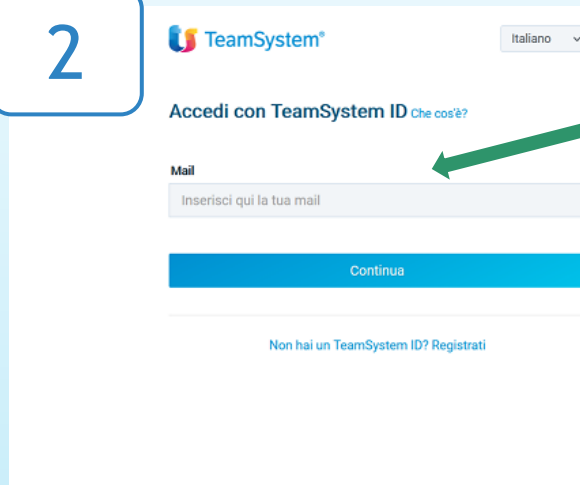 2
TeamSystem®
Italiano
Accedi con TeamSystem ID Che cos'è?
Mail
Inserisci qui la tua mail
Continua
Non hai un TeamSystem ID? Registrati